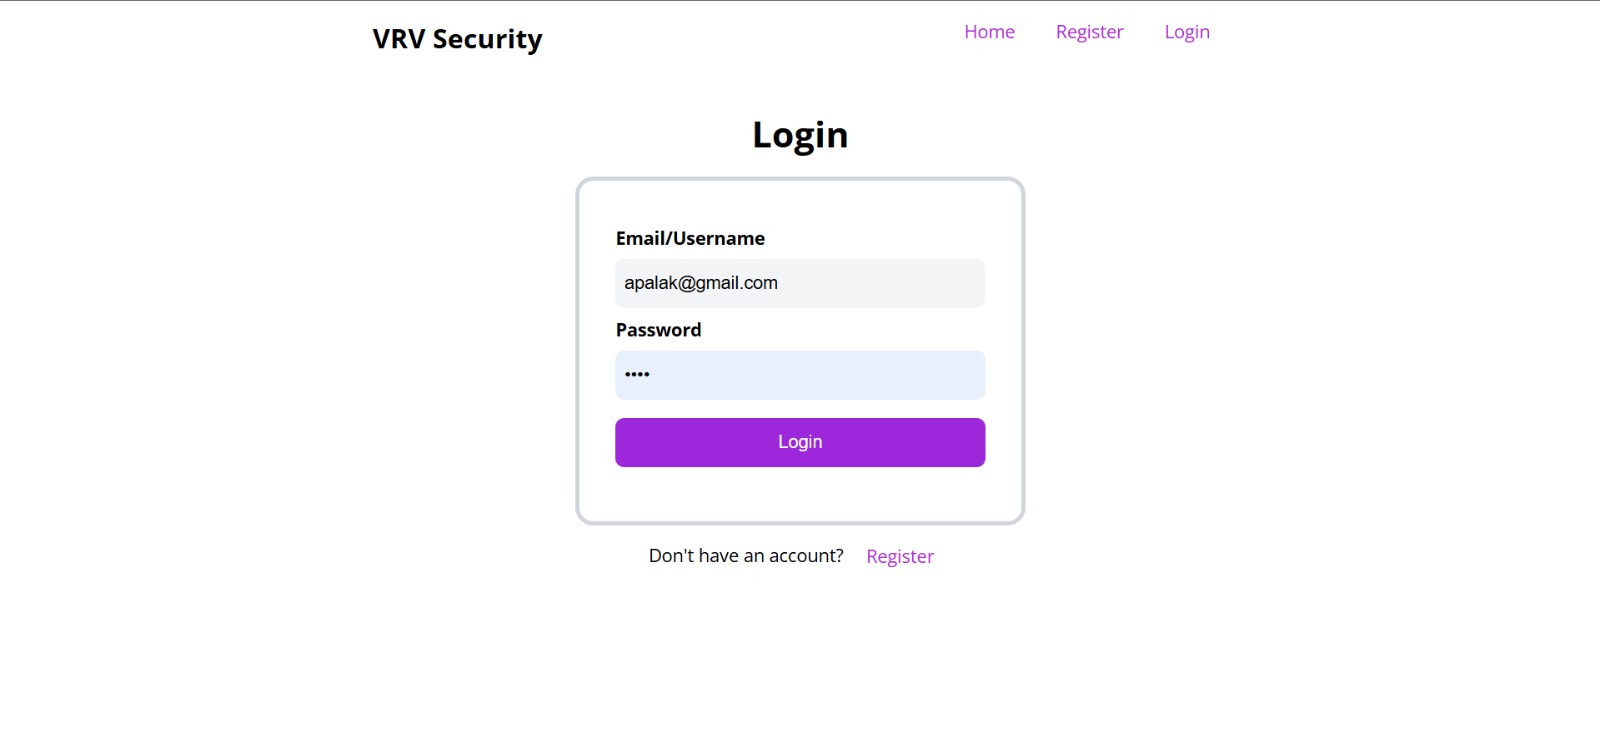 VRV Security
Home Register Login
Login
Email/Username
apalak@gmail.com
Password
••••
Login
Don't have an account? Register